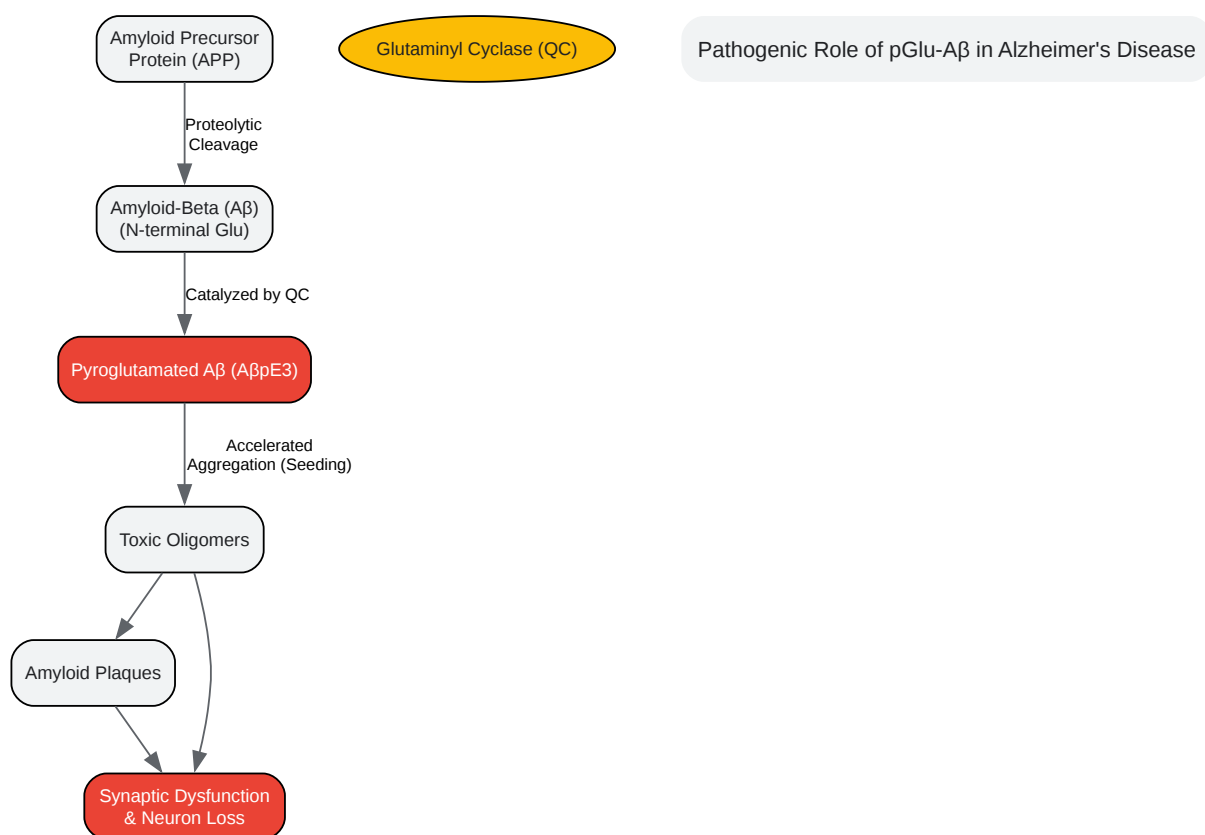 Amyloid Precursor
Protein (APP)
Glutaminyl Cyclase (QC)
Pathogenic Role of pGlu-Aβ in Alzheimer's Disease
Proteolytic
Cleavage
Amyloid-Beta (Aβ)
(N-terminal Glu)
Catalyzed by QC
Pyroglutamated Aβ (AβpE3)
Accelerated
Aggregation (Seeding)
Toxic Oligomers
Amyloid Plaques
Synaptic Dysfunction
& Neuron Loss